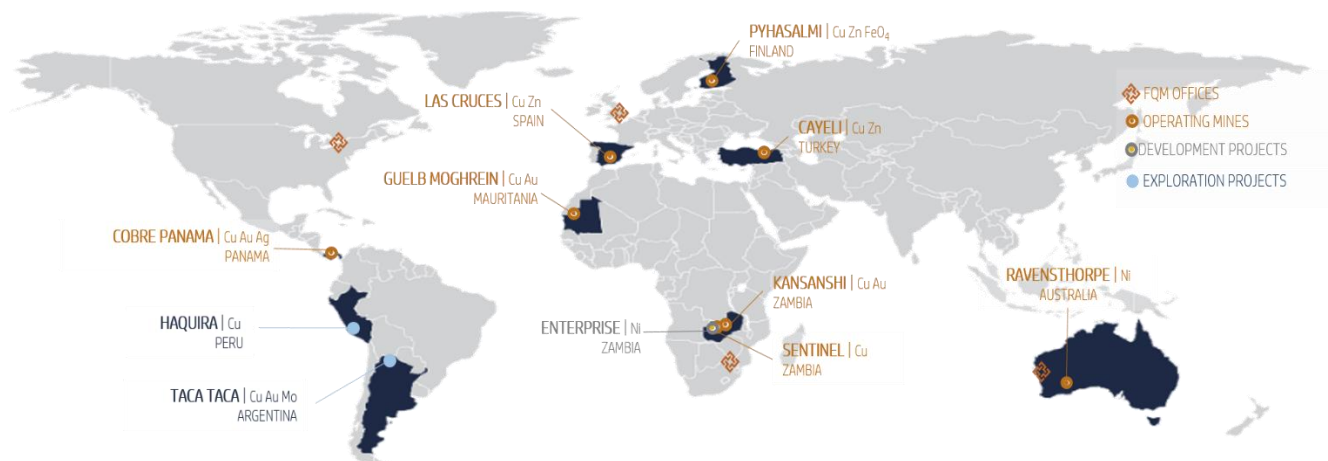 PYHASALMI | Cu Zn FeO₄
FINLAND
LAS CRUCES | Cu Zn
SPAIN
CAYELI | Cu Zn
TURKEY
GUELB MOGHREIN | Cu Au
MAURITANIA
COBRE PANAMA | Cu Au Ag
PANAMA
HAQUIRA | Cu
PERU
TACA TACA | Cu Au Mo
ARGENTINA
ENTERPRISE | Ni
ZAMBIA
KANSANSHI | Cu Au
ZAMBIA
SENTINEL | Cu
ZAMBIA
RAVENSTHORPE | Ni
AUSTRALIA
FQM OFFICES
OPERATING MINES
DEVELOPMENT PROJECTS
EXPLORATION PROJECTS